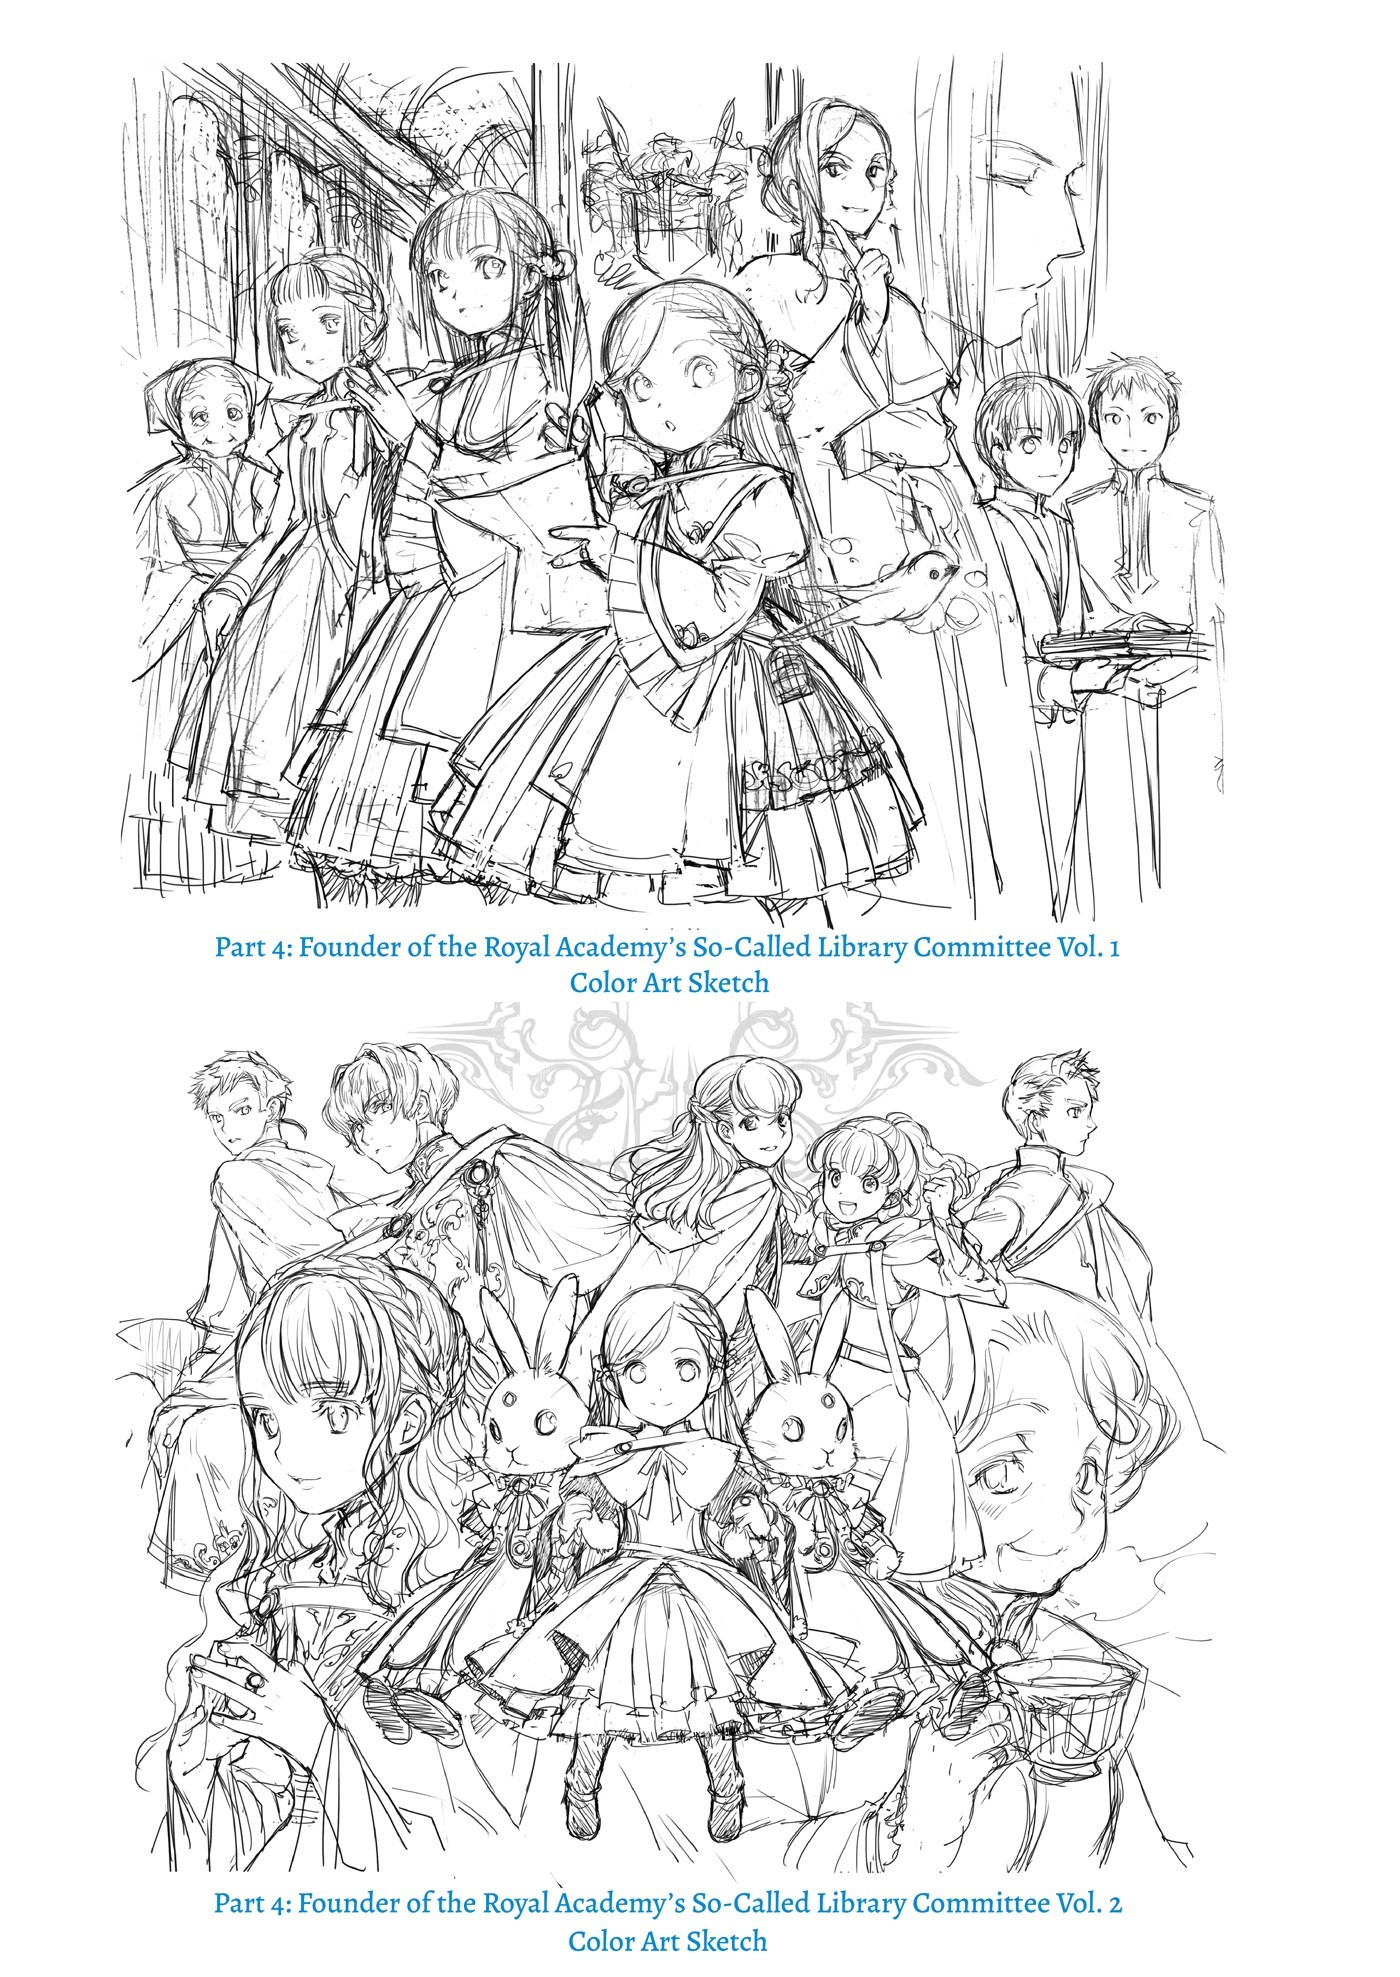 Part 4: Founder of the Royal Academy’s So-Called Library Committee Vol. 1
Color Art Sketch
Part 4: Founder of the Royal Academy’s So-Called Library Committee Vol. 2
Color Art Sketch